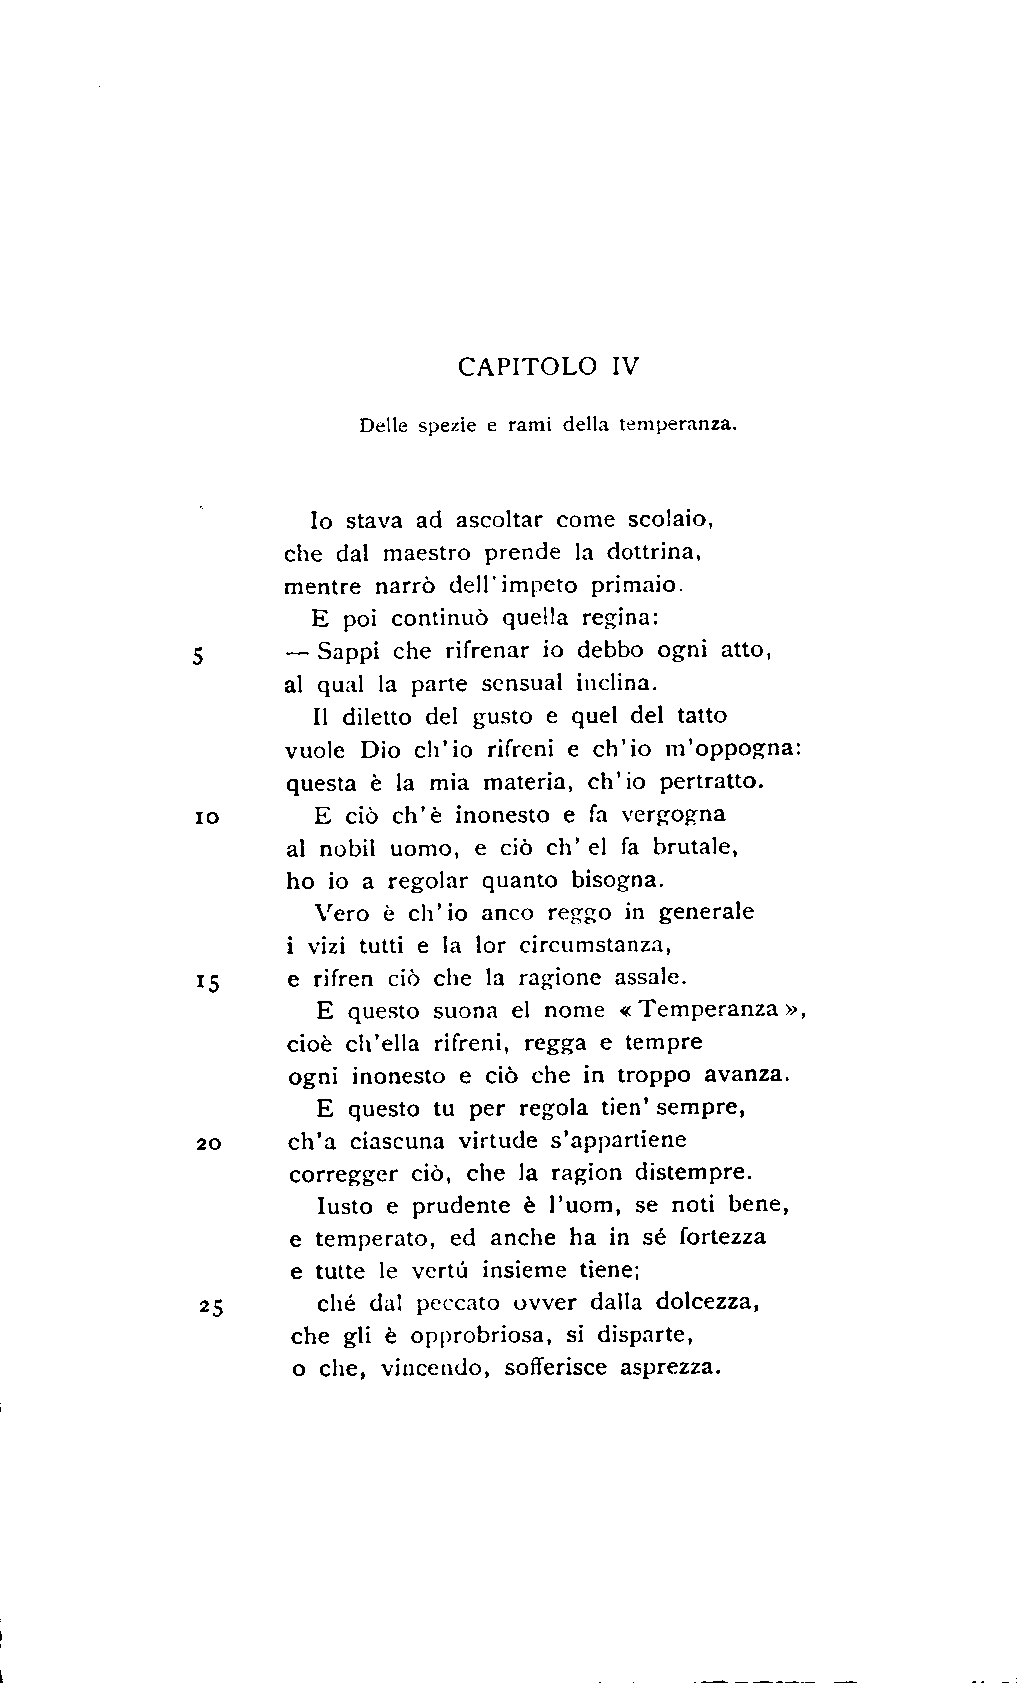 CAPITOLO IV
Delle spezie e rami della temperanza.
Io stava ad ascoltar come scolaio,
che dal maestro prende la dottrina,
mentre narrò dell'impeto primaio.
E poi continuò quella regina:
5 — Sappi che rifrenar io debbo ogni atto,
al qual la parte sensual inclina.
Il diletto del gusto e quel del tatto
vuole Dio ch'io rifreni e ch'io m'oppogna:
questa è la mia materia, ch'io pertratto.
10 E ciò ch'è inonesto e fa vergogna
al nobil uomo, e ciò ch' el fa brutale,
ho io a regolar quanto bisogna.
Vero è ch'io anco reggo in generale
i vizi tutti e la lor circumstanza,
15 e rifren ciò che la ragione assale.
E questo suona el nome « Temperanza »,
cioè ch'ella rifreni, regga e tempre
ogni inonesto e ciò che in troppo avanza.
E questo tu per regola tien' sempre,
20 ch'a ciascuna virtude s'appartiene
corregger ciò, che la ragion distempre.
Iusto e prudente è l'uom, se noti bene,
e temperato, ed anche ha in sé fortezza
e tutte le vertú insieme tiene;
25 ché dal peccato ovver dalla dolcezza,
che gli è opprobriosa, si disparte,
o che, vincendo, sofferisce asprezza.